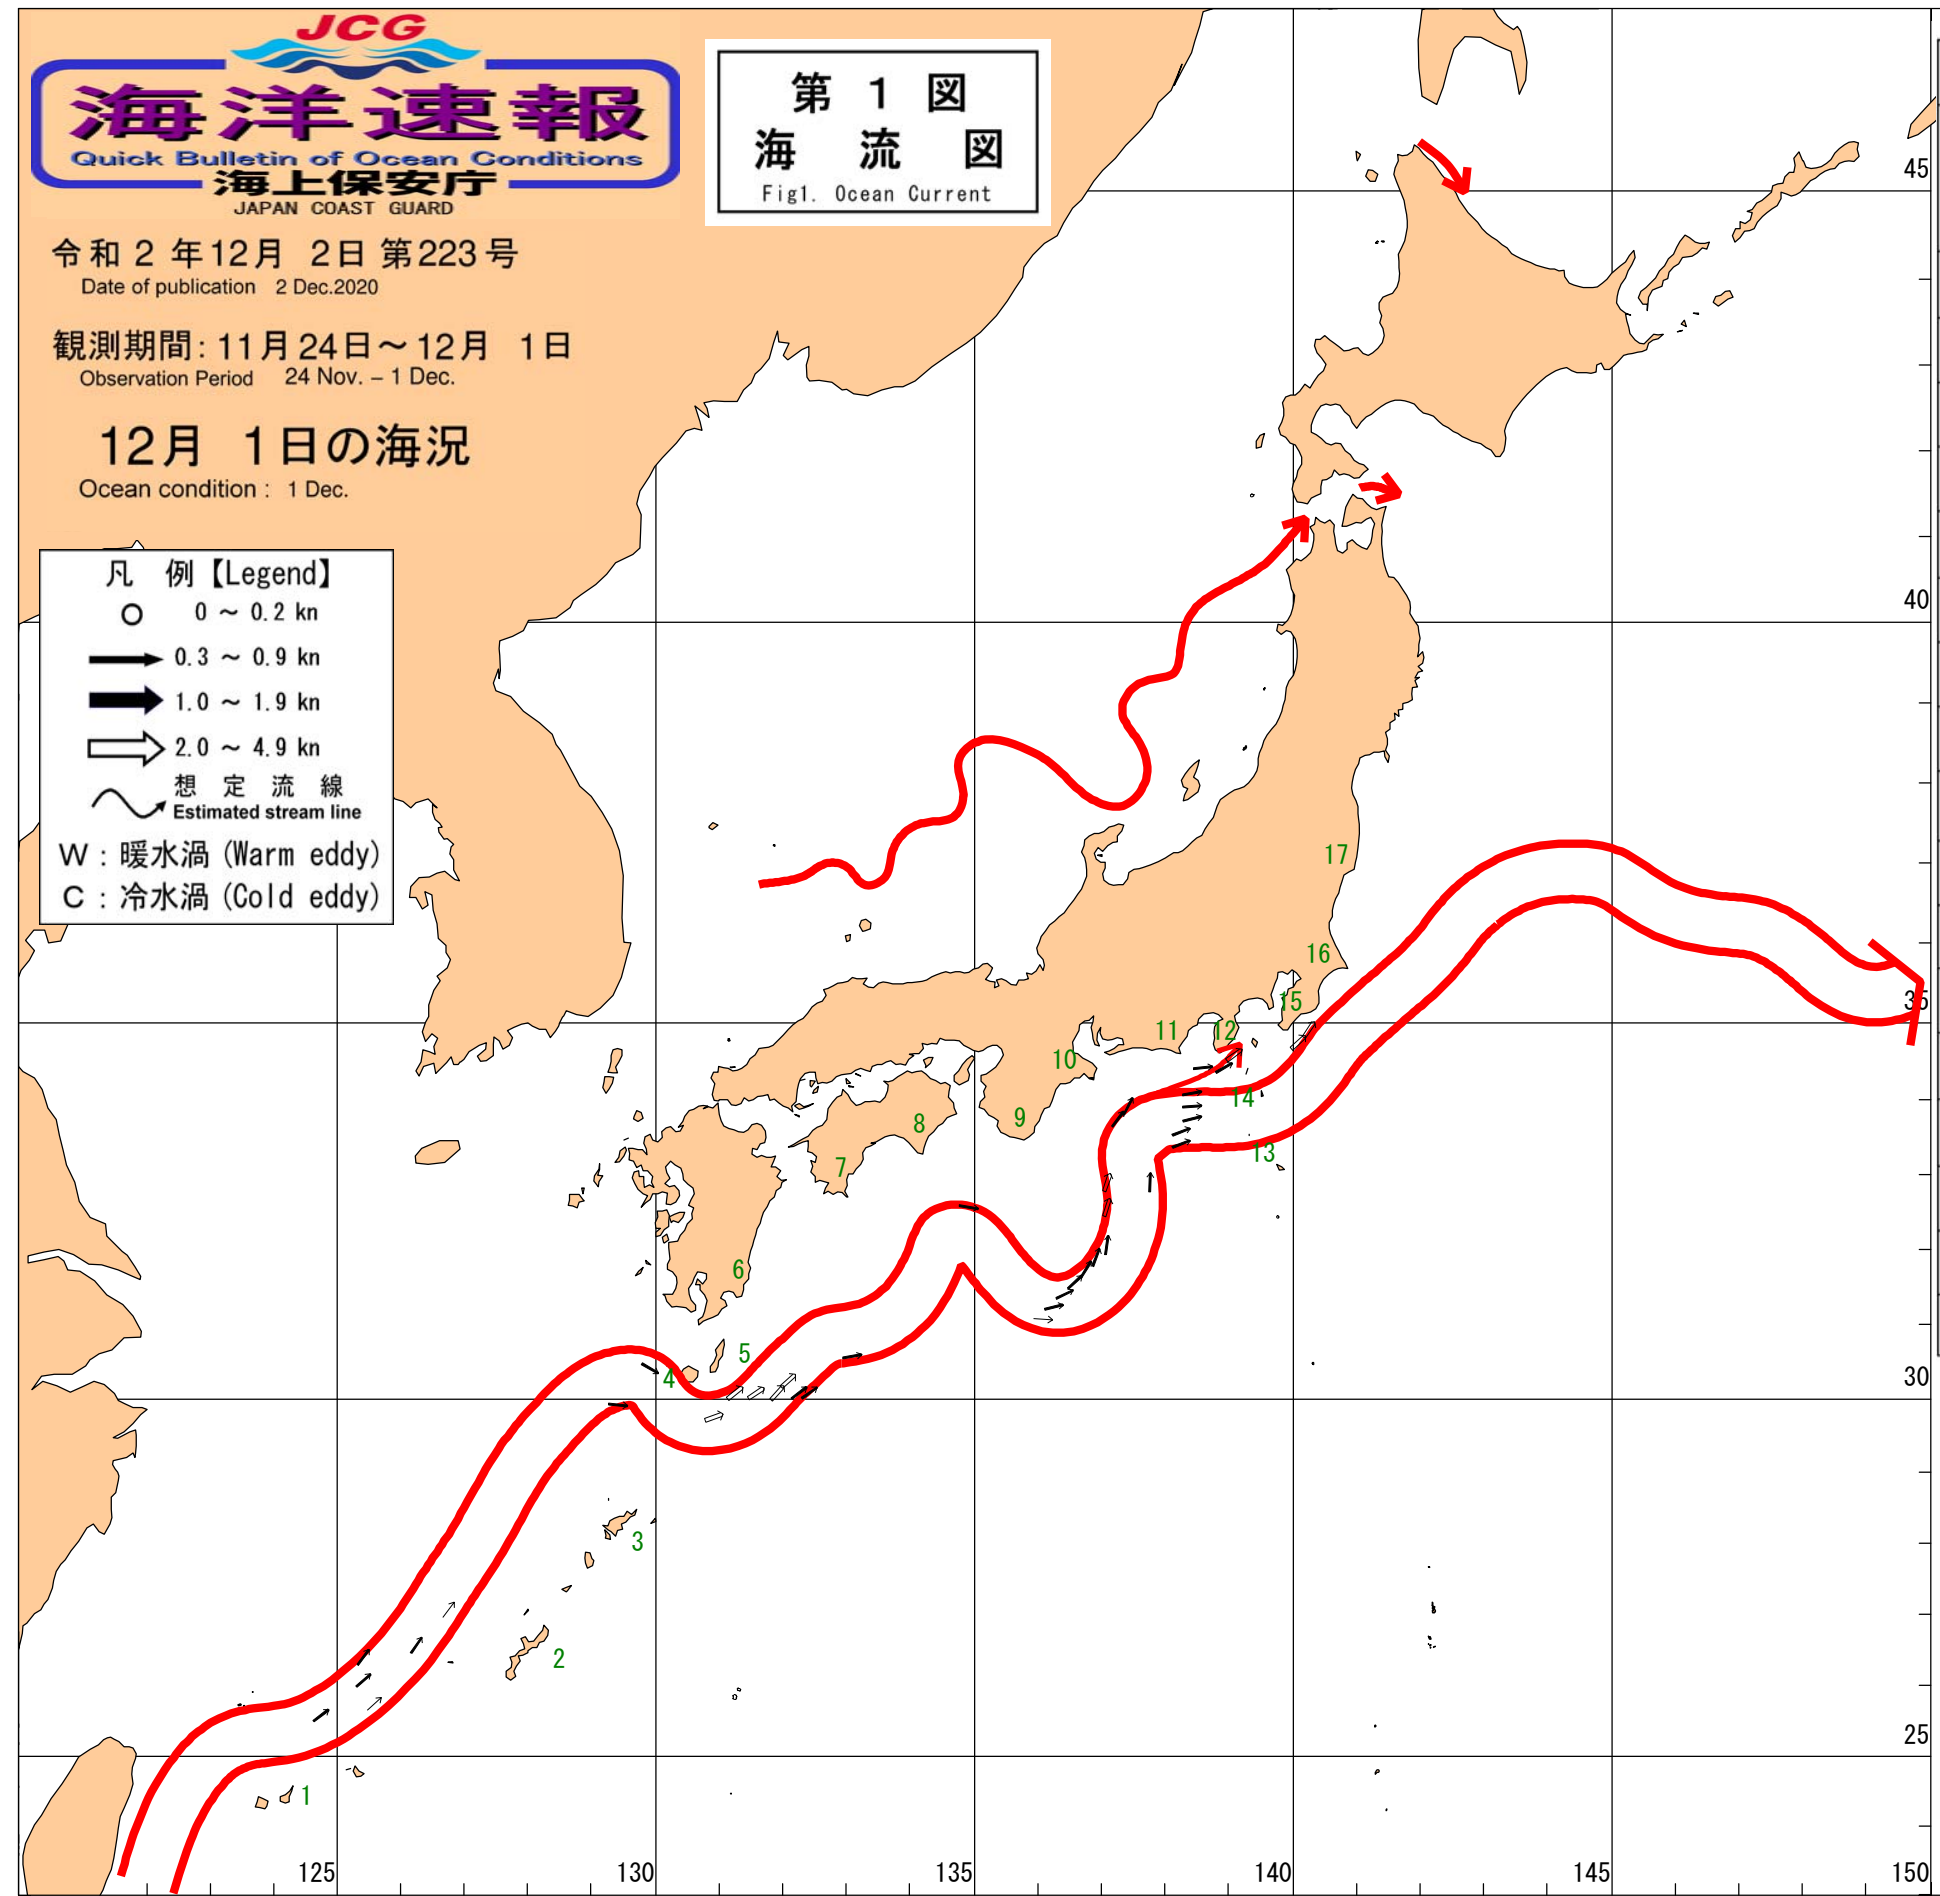 JCG
海洋速報
Quick Bulletin of Ocean Conditions
海上保安庁
JAPAN COAST GUARD
第 1 図
海 流 図
Fig1. Ocean Current
令和 2 年12月 2日 第223号
Date of publication 2 Dec.2020
観測期間: 11月24日～12月 1日
Observation Period 24 Nov. – 1 Dec.
12月 1日の海況
Ocean condition : 1 Dec.
凡 例【Legend】
0 ～ 0.2 kn
0.3 ～ 0.9 kn
1.0 ～ 1.9 kn
2.0 ～ 4.9 kn
想 定 流 線
Estimated stream line
W : 暖水渦 (Warm eddy)
C : 冷水渦 (Cold eddy)
45
40
17
16
35
15
12
11
10
14
9
8
13
7
6
5
4
30
3
2
25
1
125
130
135
140
145
150